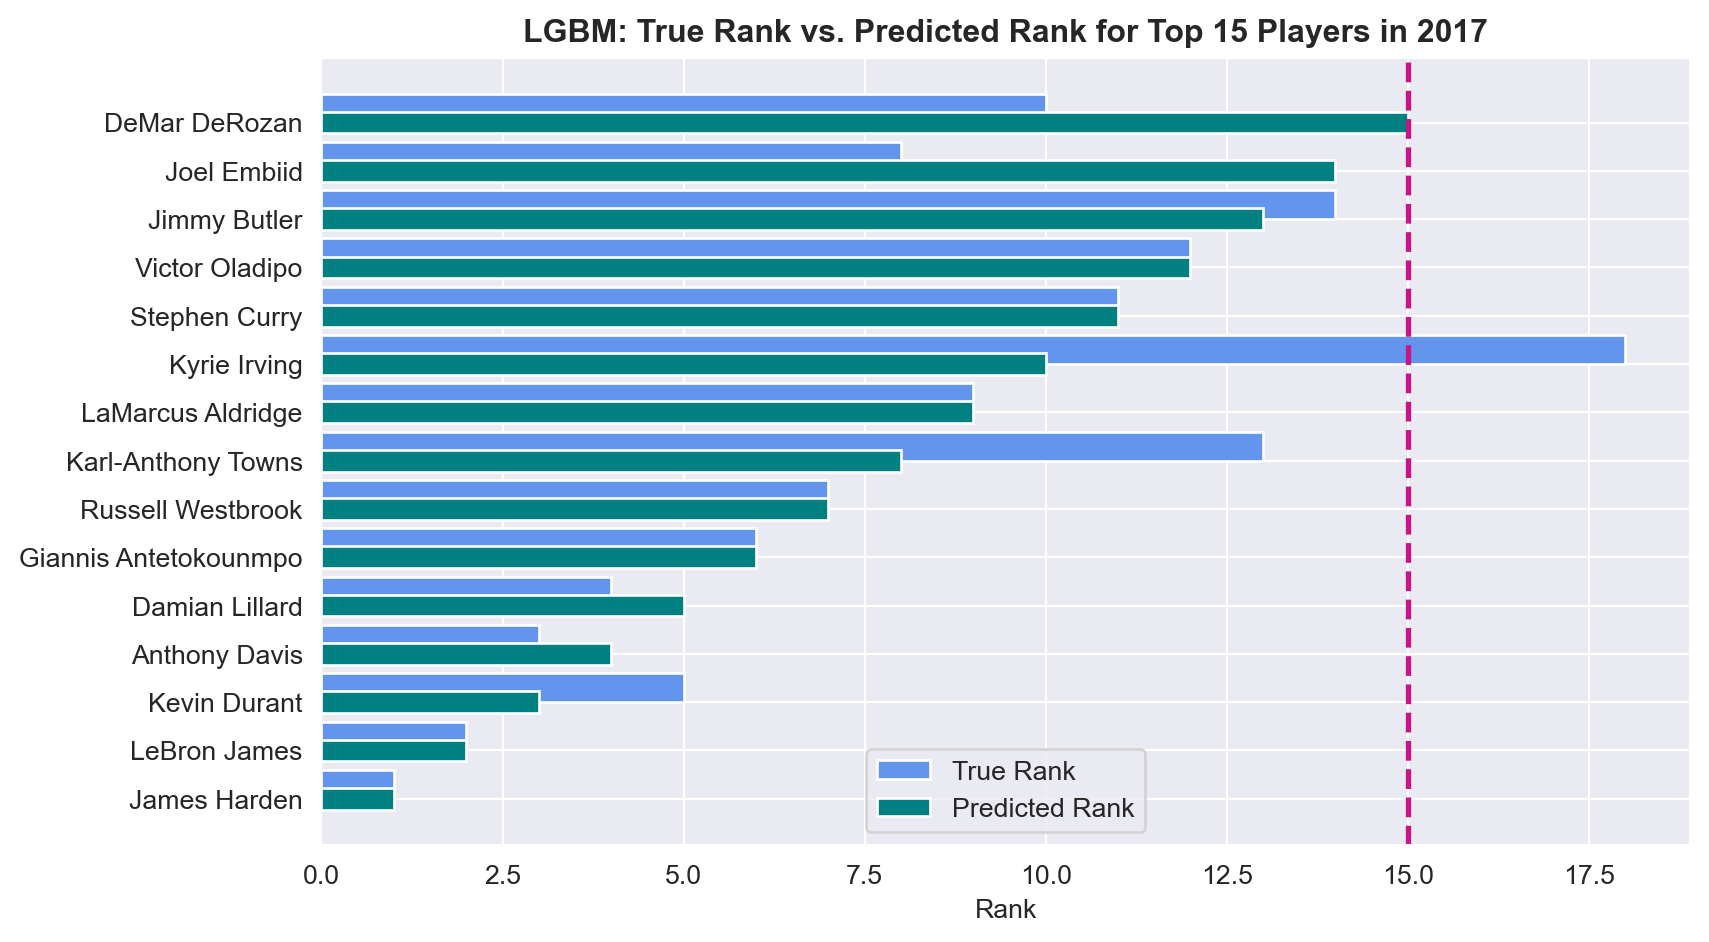 LGBM: True Rank vs. Predicted Rank for Top 15 Players in 2017
DeMar DeRozan
Joel Embiid
Jimmy Butler
Victor Oladipo
Stephen Curry
Kyrie Irving
LaMarcus Aldridge
Karl-Anthony Towns
Russell Westbrook
Giannis Antetokounmpo
Damian Lillard
Anthony Davis
Kevin Durant
LeBron James
James Harden
True Rank
Predicted Rank
0.0 2.5 5.0 7.5 10.0 12.5 15.0 17.5
Rank